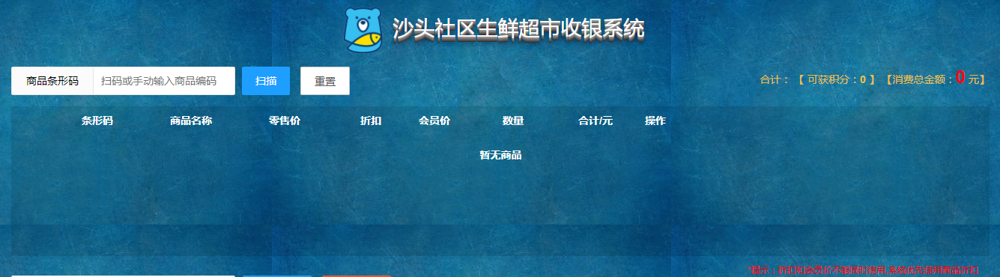 沙头社区生鲜超市收银系统
商品条形码 扫码或手动输入商品编码 扫描 重置 合计：【 可获积分：0 】【消费总金额：0 元】
条形码 商品名称 零售价 折扣 会员价 数量 合计/元 操作
暂无商品
*提示：折扣和会员价不能同时使用,系统优先使用商品折扣